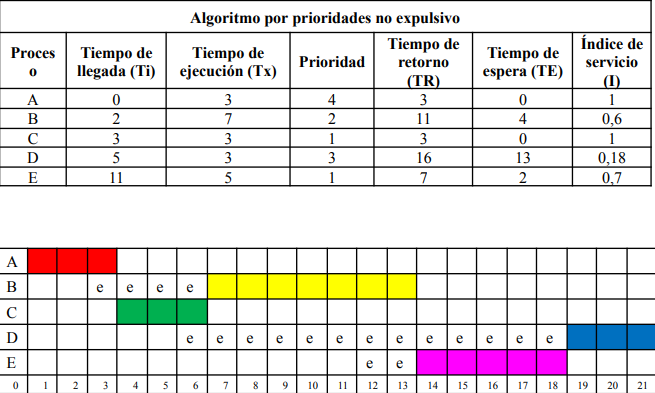 Algoritmo por prioridades no expulsivo
Proceso Tiempo de llegada (Ti) Tiempo de ejecución (Tx) Prioridad Tiempo de retorno (TR) Tiempo de espera (TE) Índice de servicio (I)
A 0 3 4 3 0 1
B 2 7 2 11 4 0,6
C 3 3 1 3 0 1
D 5 3 3 16 13 0,18
E 11 5 1 7 2 0,7
A
B e e e e
C
D e e e e e e e e e e e e e
E e e
0 1 2 3 4 5 6 7 8 9 10 11 12 13 14 15 16 17 18 19 20 21